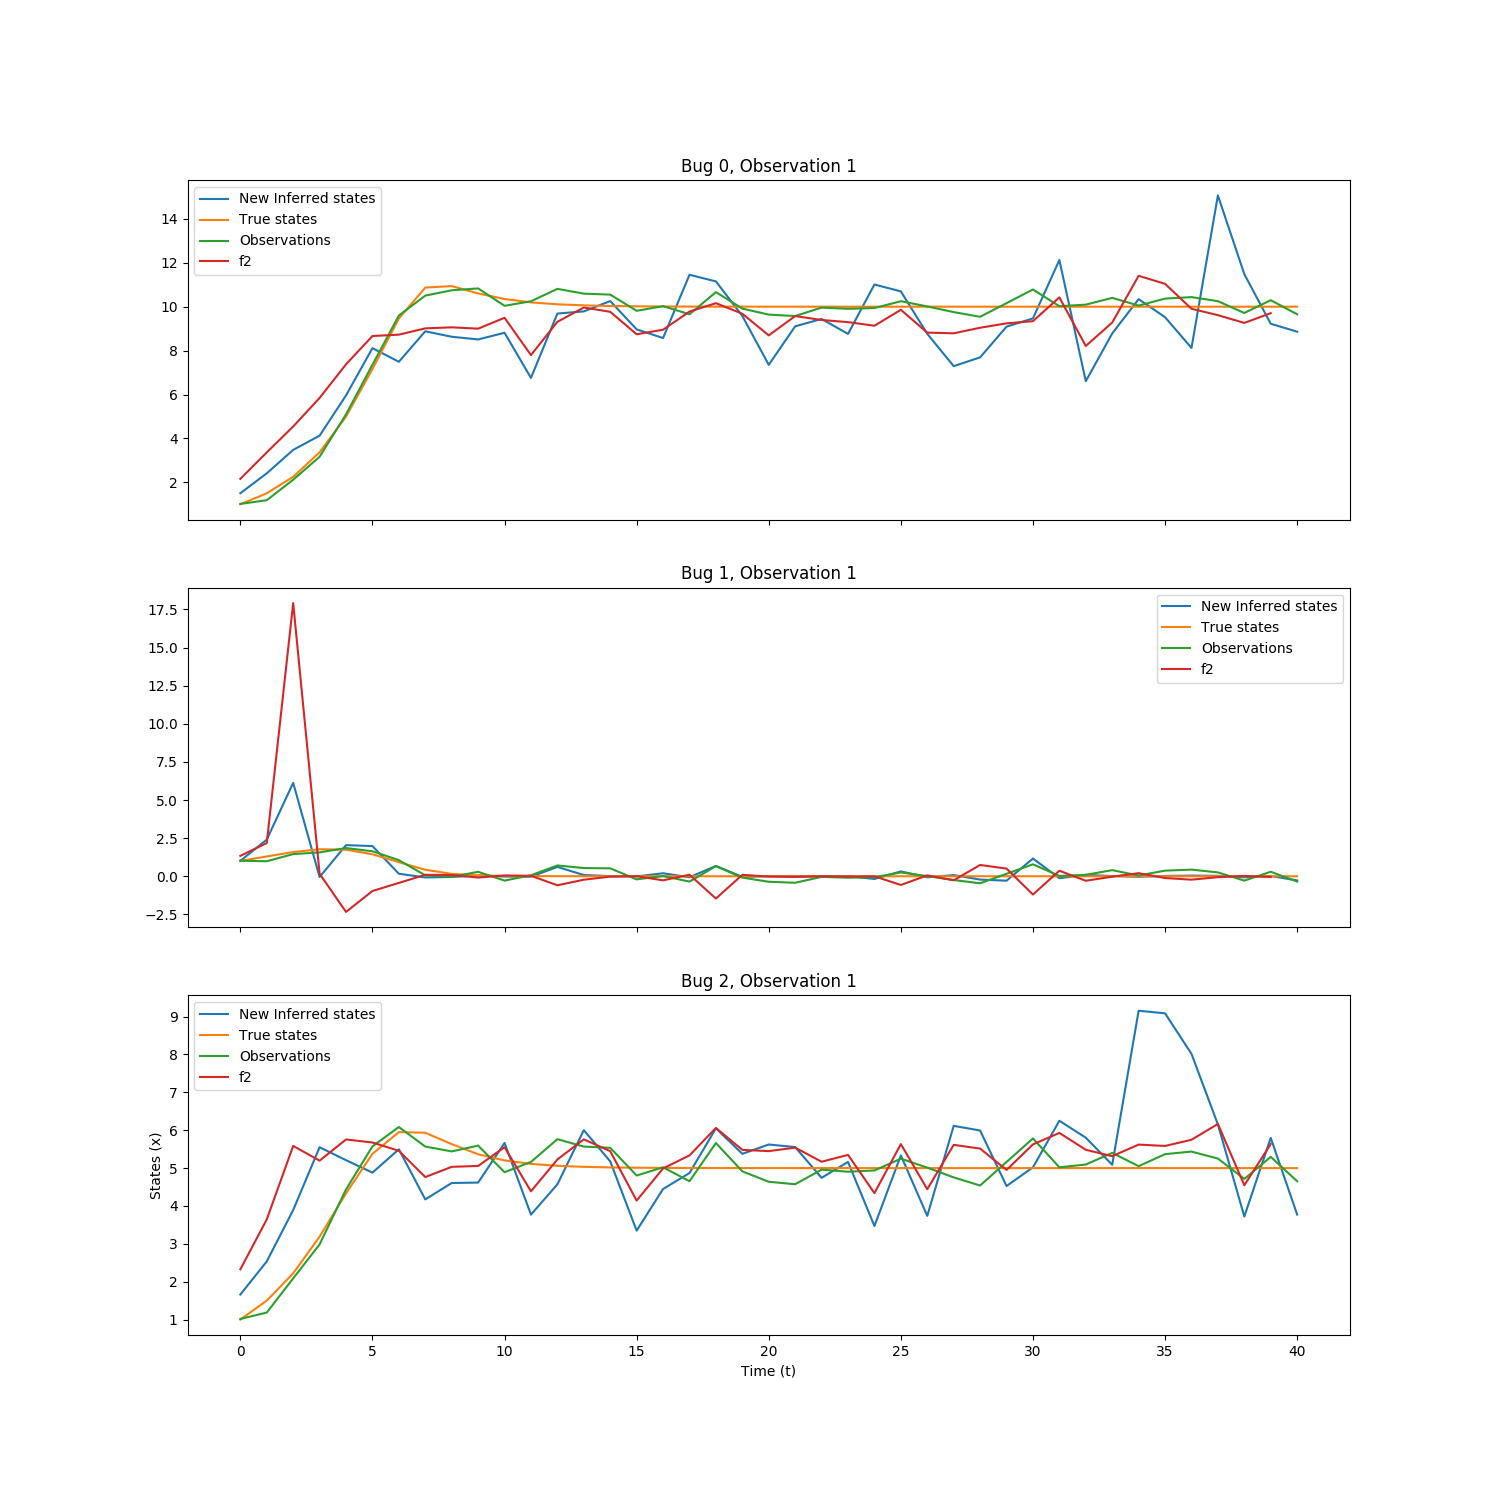 Bug 0, Observation 1
New Inferred states
True states
Observations
f2
14
12
10
8
6
4
2
Bug 1, Observation 1
New Inferred states
True states
Observations
f2
17.5
15.0
12.5
10.0
7.5
5.0
2.5
0.0
−2.5
Bug 2, Observation 1
New Inferred states
True states
Observations
f2
9
8
7
6
5
4
3
2
1
States (x)
0 5 10 15 20 25 30 35 40
Time (t)